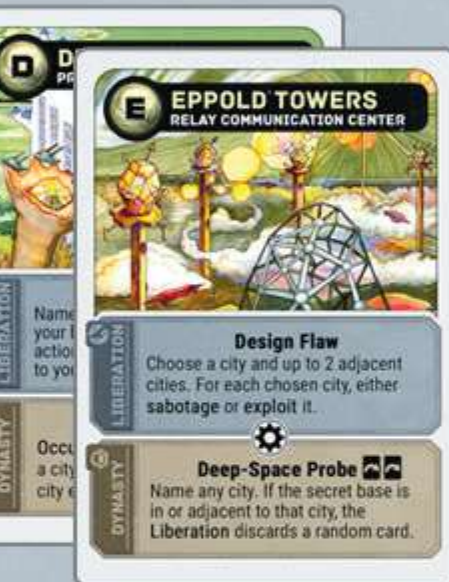 D
E
EPPOLD TOWERS
RELAY COMMUNICATION CENTER
LIBERATION
Name
your
actio
to yo
DYNASTY
Occu
a city
city e
LIBERATION
Design Flaw
Choose a city and up to 2 adjacent
cities. For each chosen city, either
sabotage or exploit it.
DYNASTY
Deep-Space Probe
Name any city. If the secret base is
in or adjacent to that city, the
Liberation discards a random card.